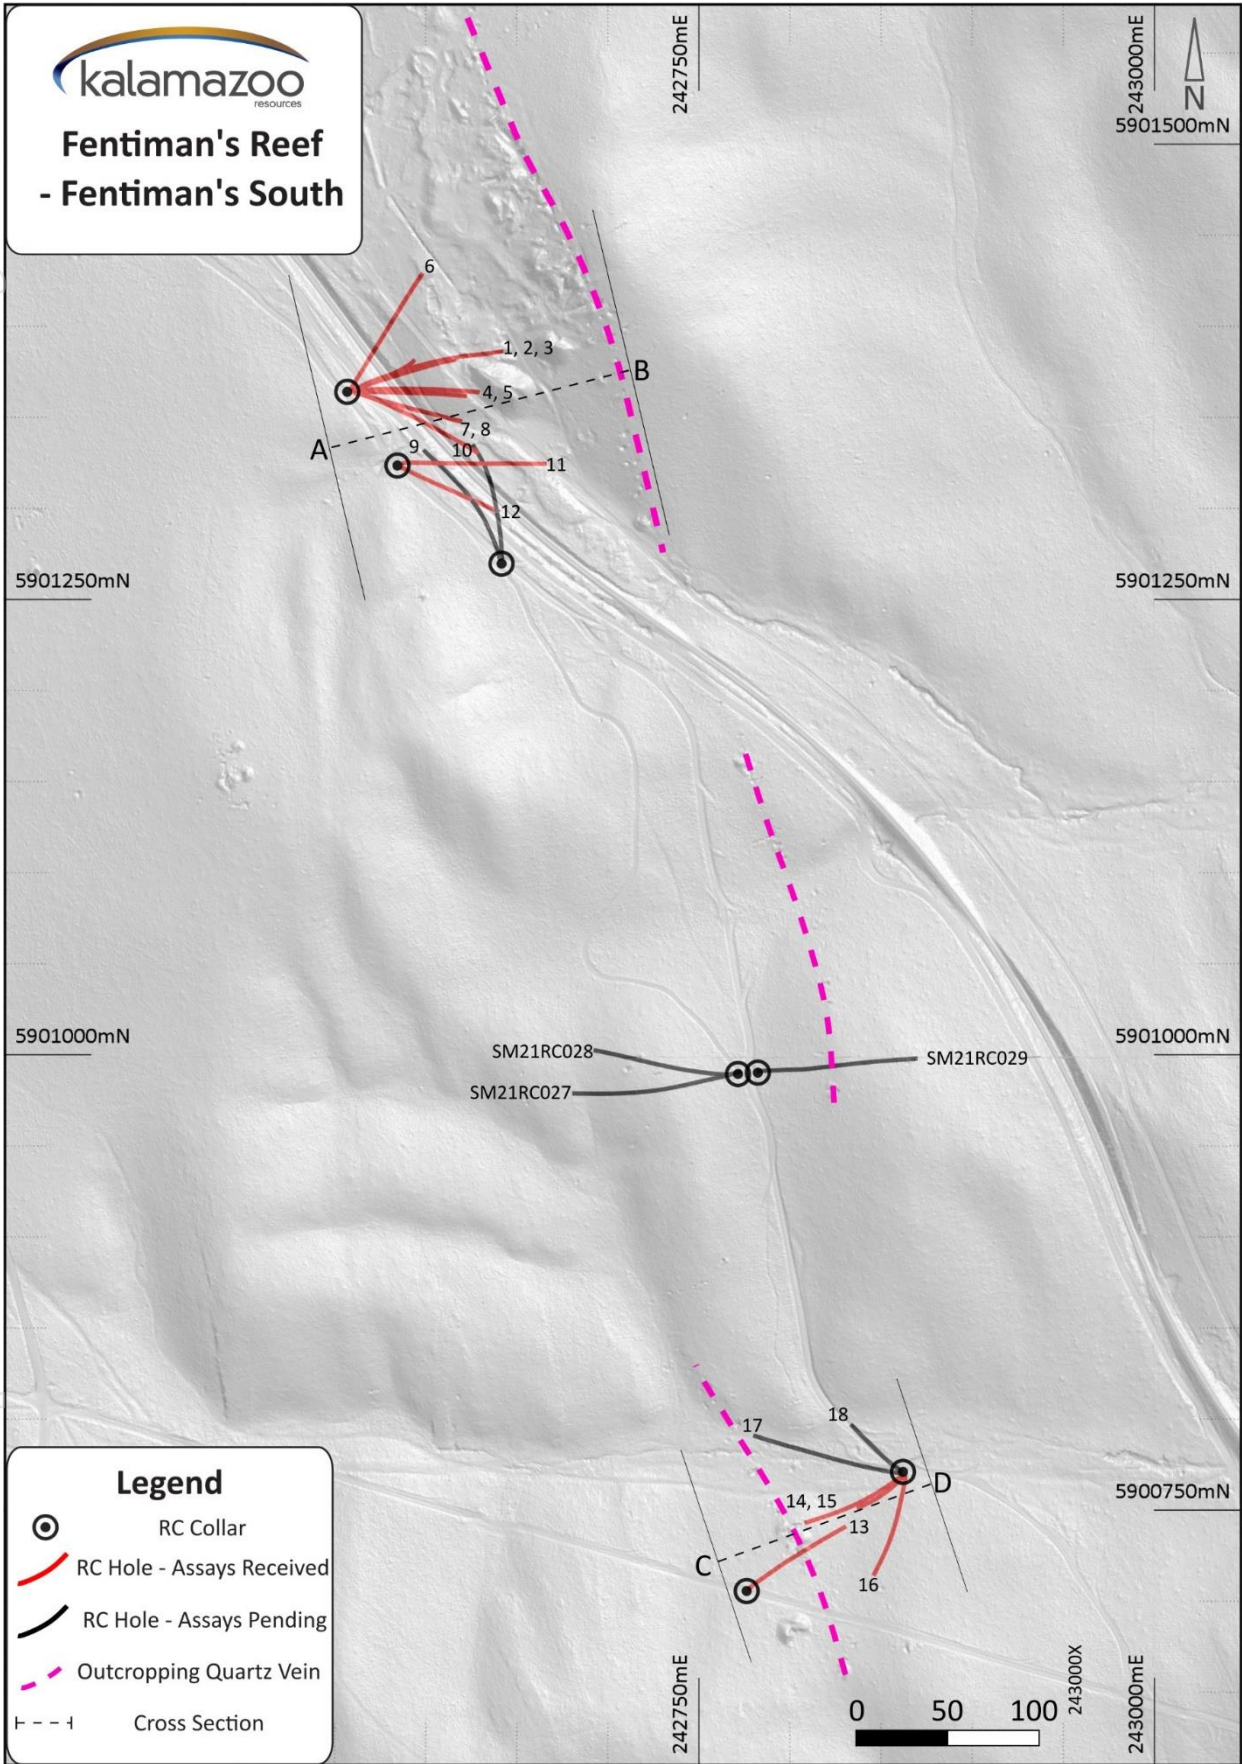 kalamazoo
resources
Fentiman's Reef
- Fentiman's South
242750mE
243000mE
N
5901500mN
6
1, 2, 3
B
4, 5
7, 8
A
9
10
11
12
5901250mN
5901250mN
5901000mN
5901000mN
SM21RC028
SM21RC029
SM21RC027
17
18
D
5900750mN
14, 15
13
C
16
Legend
RC Collar
RC Hole - Assays Received
RC Hole - Assays Pending
Outcropping Quartz Vein
Cross Section
242750mE
243000X
243000mE
0 50 100